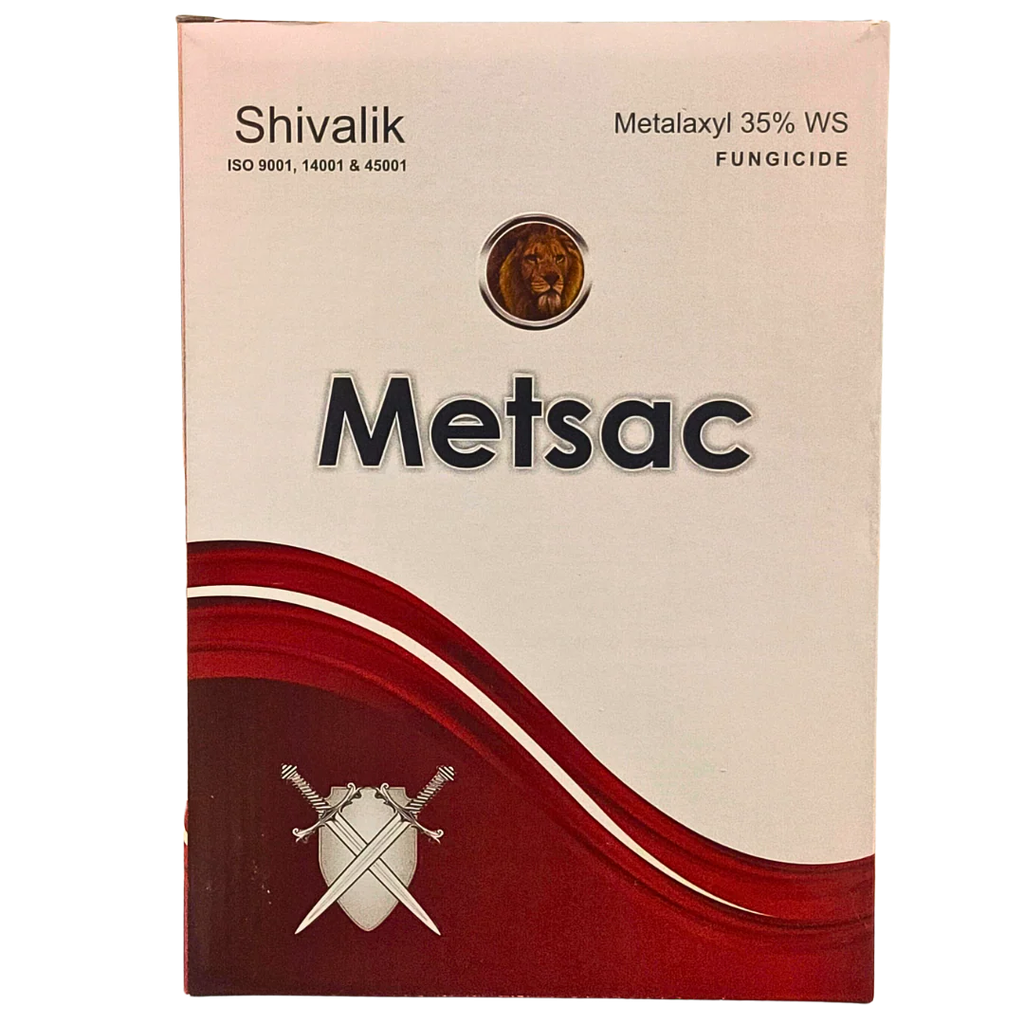 Shivalik
ISO 9001, 14001 & 45001
Metalaxyl 35% WS
FUNGICIDE
Metsac